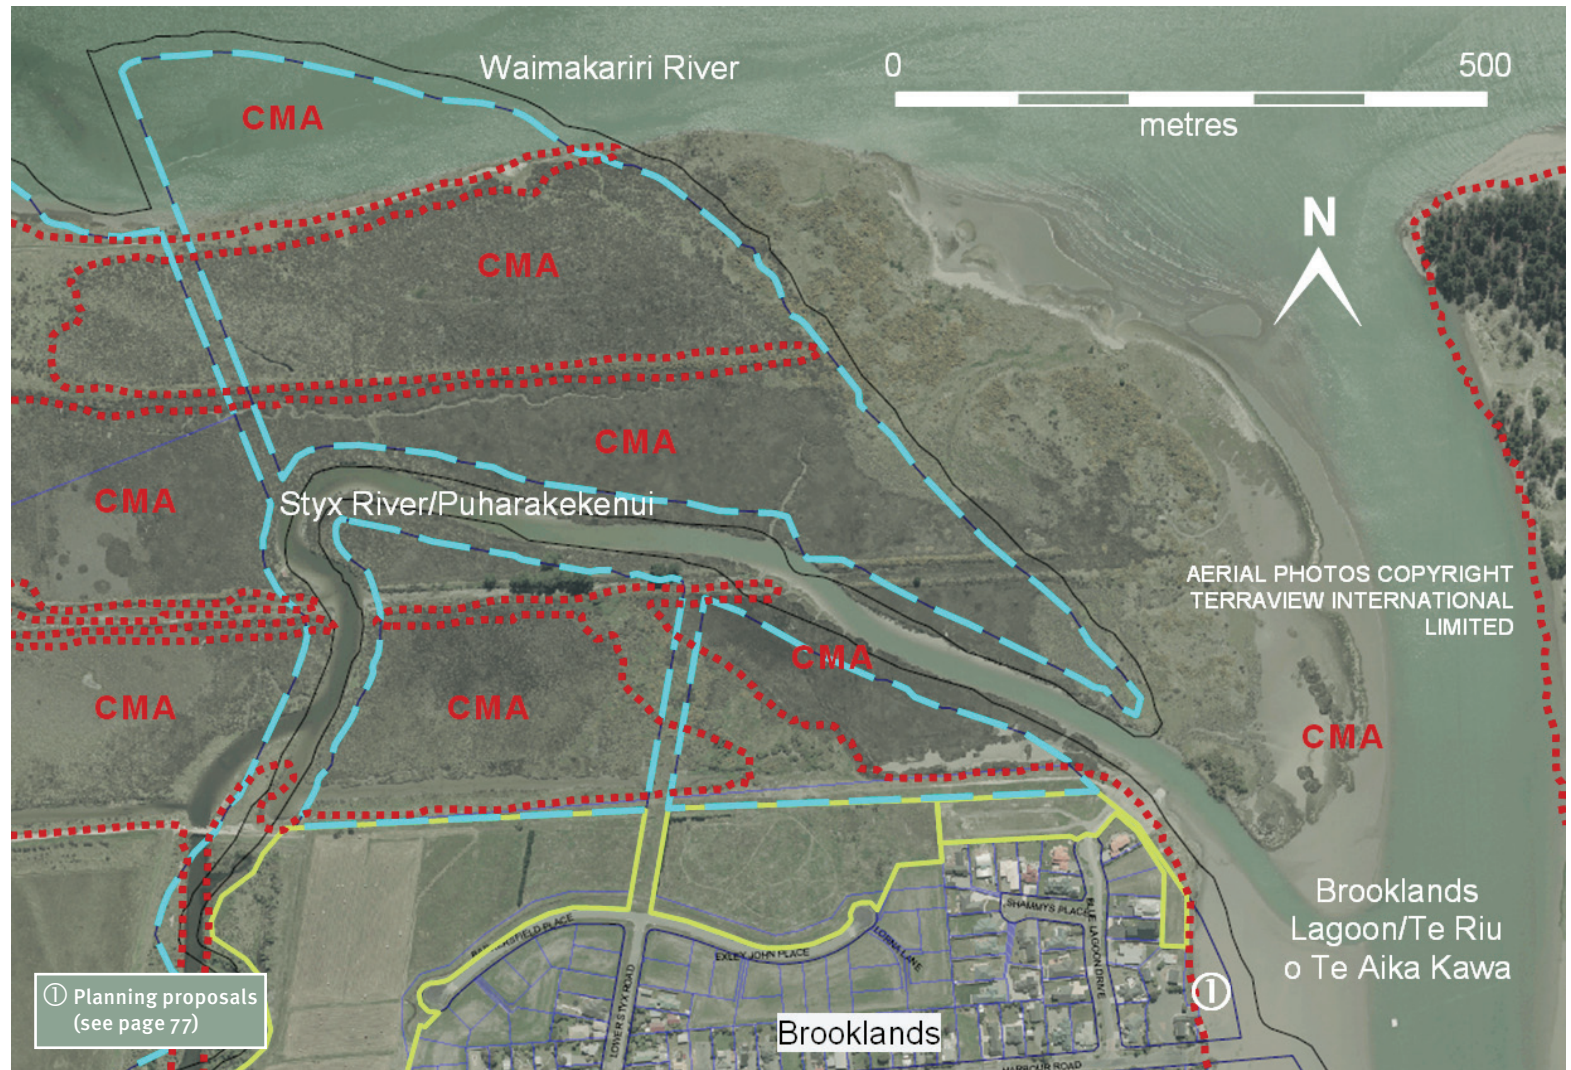 Waimakariri River
0
500
metres
CMA
N
CMA
CMA
CMA
Styx River/Puharakekenui
AERIAL PHOTOS COPYRIGHT
TERRAVIEW INTERNATIONAL
LIMITED
CMA
CMA
CMA
CMA
SHAMMYS PLACE
BLUE LAGOON DRIVE
LORNA LANE
EXLEY JOHN PLACE
PLACE
LOWER STYX ROAD
Brooklands
Lagoon/Te Riu
o Te Aika Kawa
① Planning proposals
(see page 77)
①
Brooklands
HARBOUR ROAD